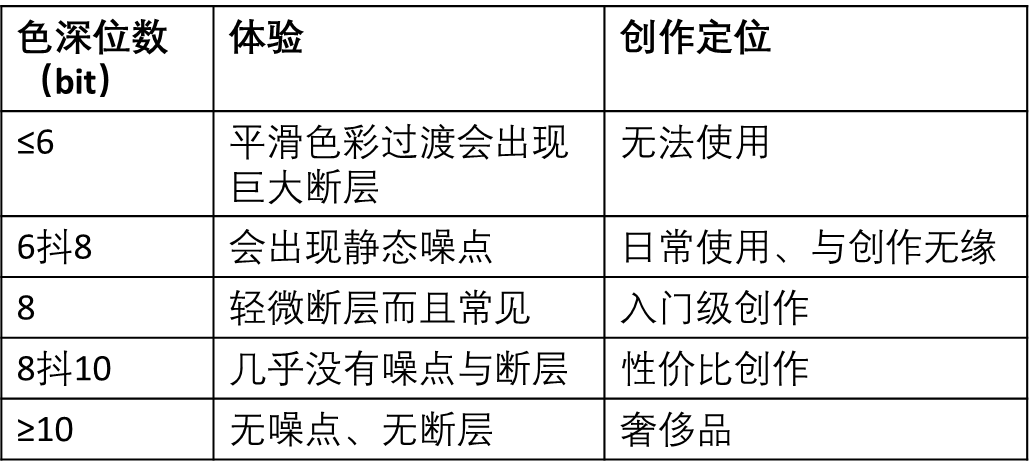 色深位数 体验 创作定位
（bit）
≤6 平滑色彩过渡会出现 无法使用
巨大断层
6抖8 会出现静态噪点 日常使用、与创作无缘
8 轻微断层而且常见 入门级创作
8抖10 几乎没有噪点与断层 性价比创作
≥10 无噪点、无断层 奢侈品